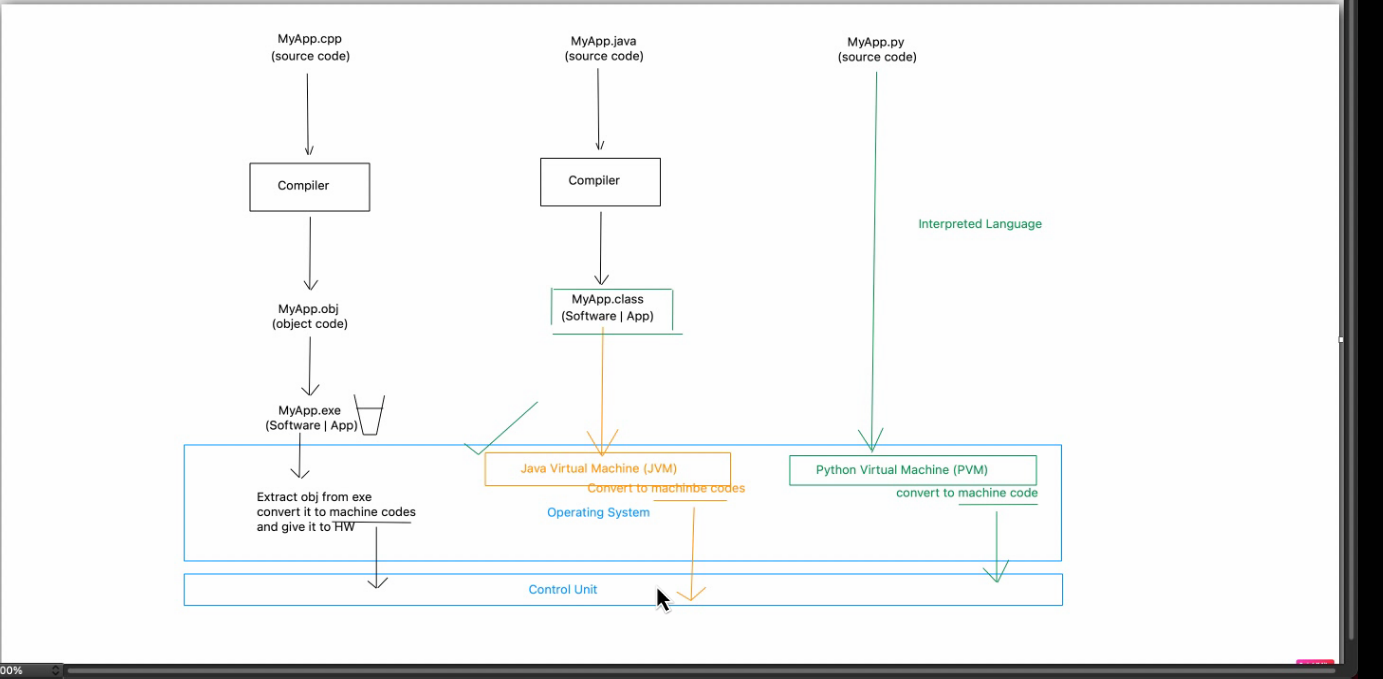 MyApp.cpp
(source code)
MyApp.java
(source code)
MyApp.py
(source code)
Compiler
Compiler
Interpreted Language
MyApp.obj
(object code)
MyApp.class
(Software | App)
MyApp.exe
(Software | App)
Java Virtual Machine (JVM)
Convert to machinbe codes
Python Virtual Machine (PVM)
convert to machine code
Extract obj from exe
convert it to machine codes
and give it to HW
Operating System
Control Unit
00%